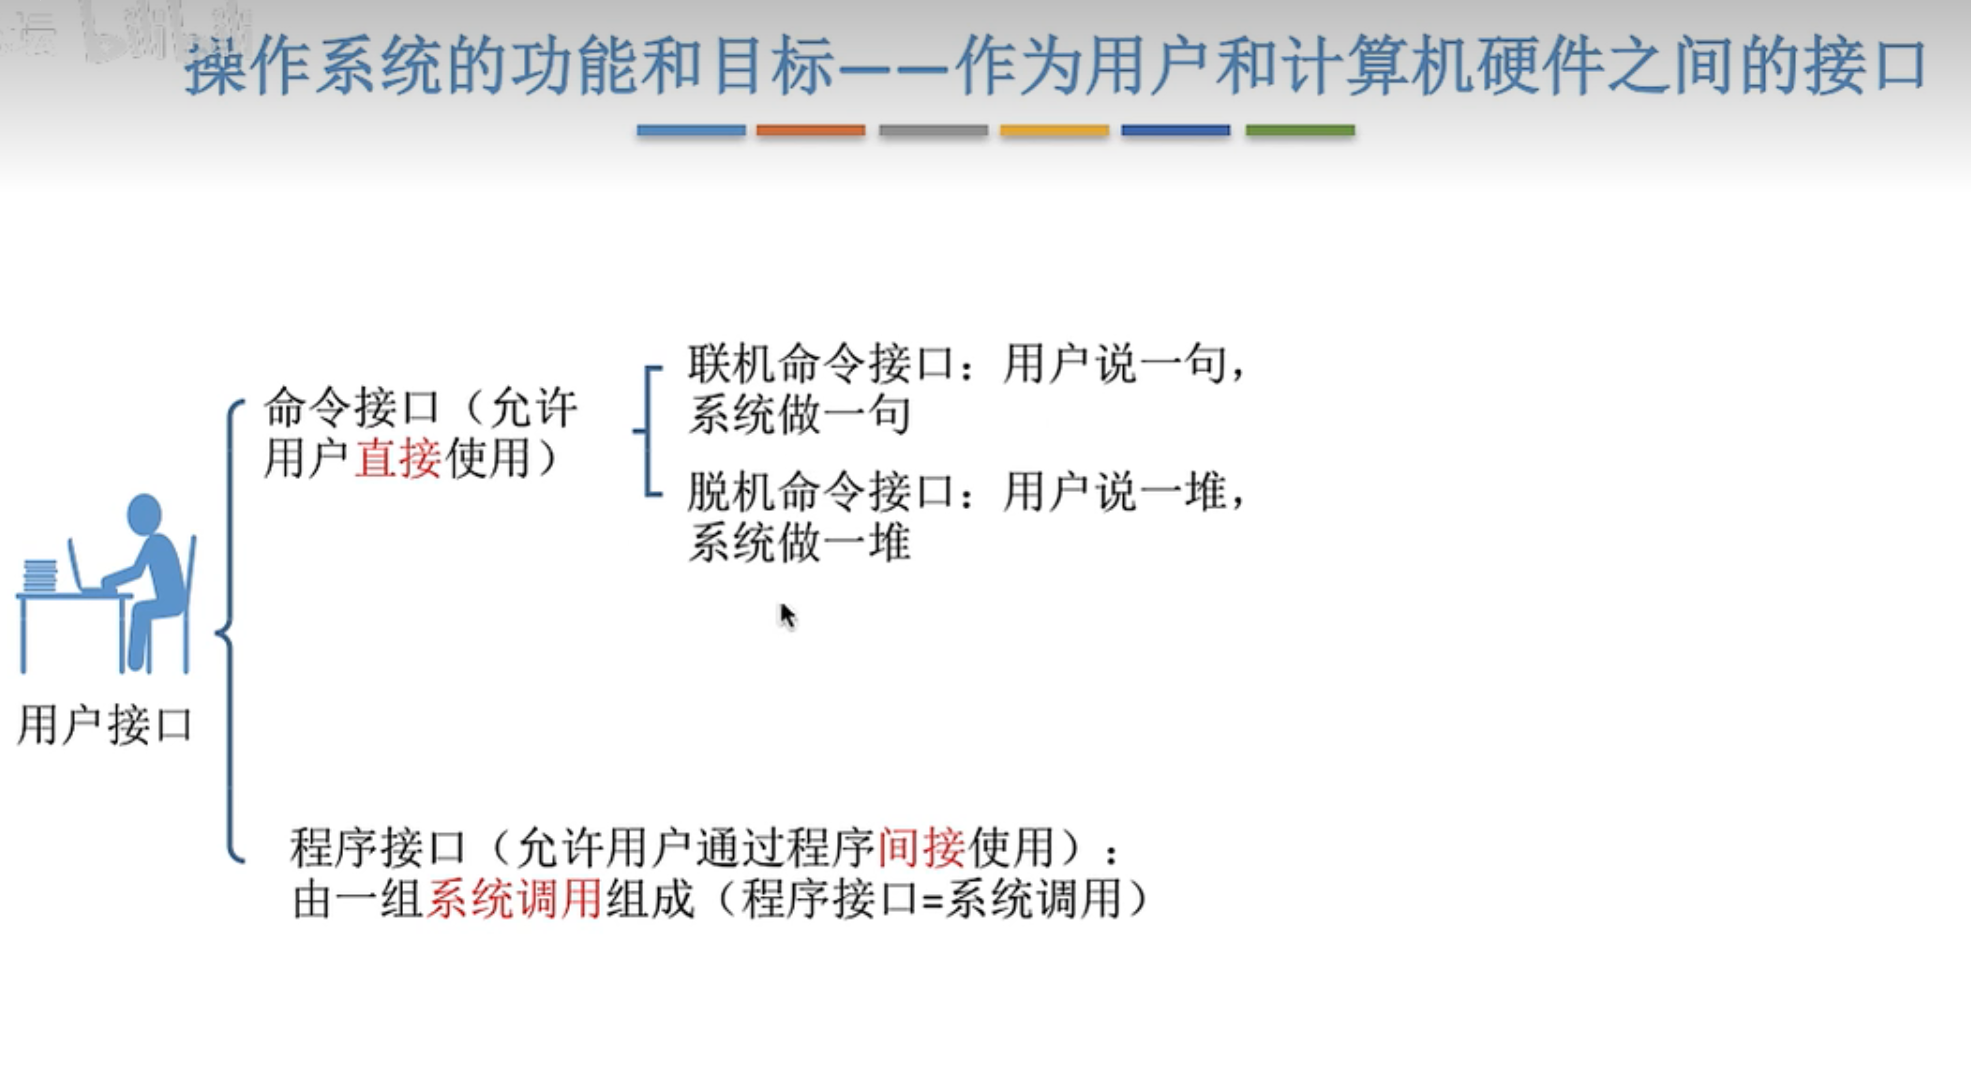 操作系统的功能和目标——作为用户和计算机硬件之间的接口
联机命令接口：用户说一句，
系统做一句
命令接口（允许
用户直接使用）
脱机命令接口：用户说一堆，
系统做一堆
用户接口
程序接口（允许用户通过程序间接使用）：
由一组系统调用组成（程序接口=系统调用）